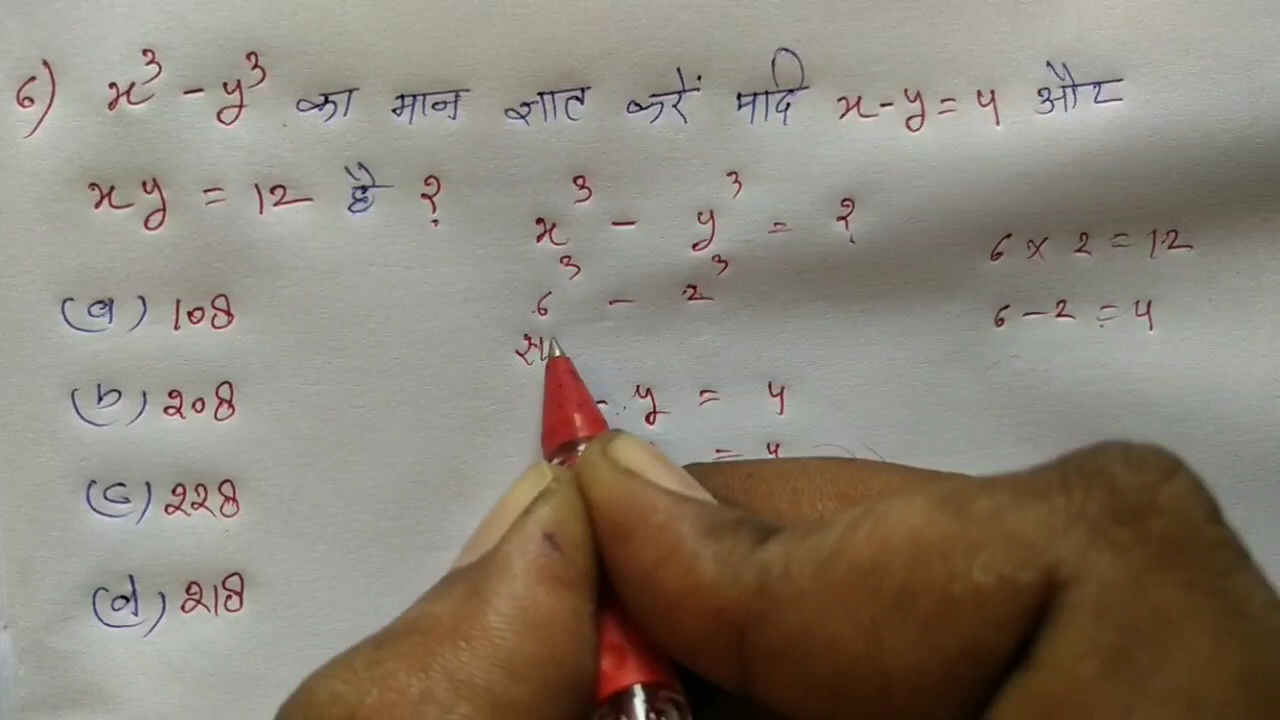 6) x³ - y³ का मान ज्ञात करें यदि x-y=4 और
xy = 12 है ?
x³ - y³ = ?
6³ - 2³
21
- y = 4
= 4
6 x 2 = 12
6 - 2 = 4
(a) 108
(b) 208
(c) 228
(d) 218